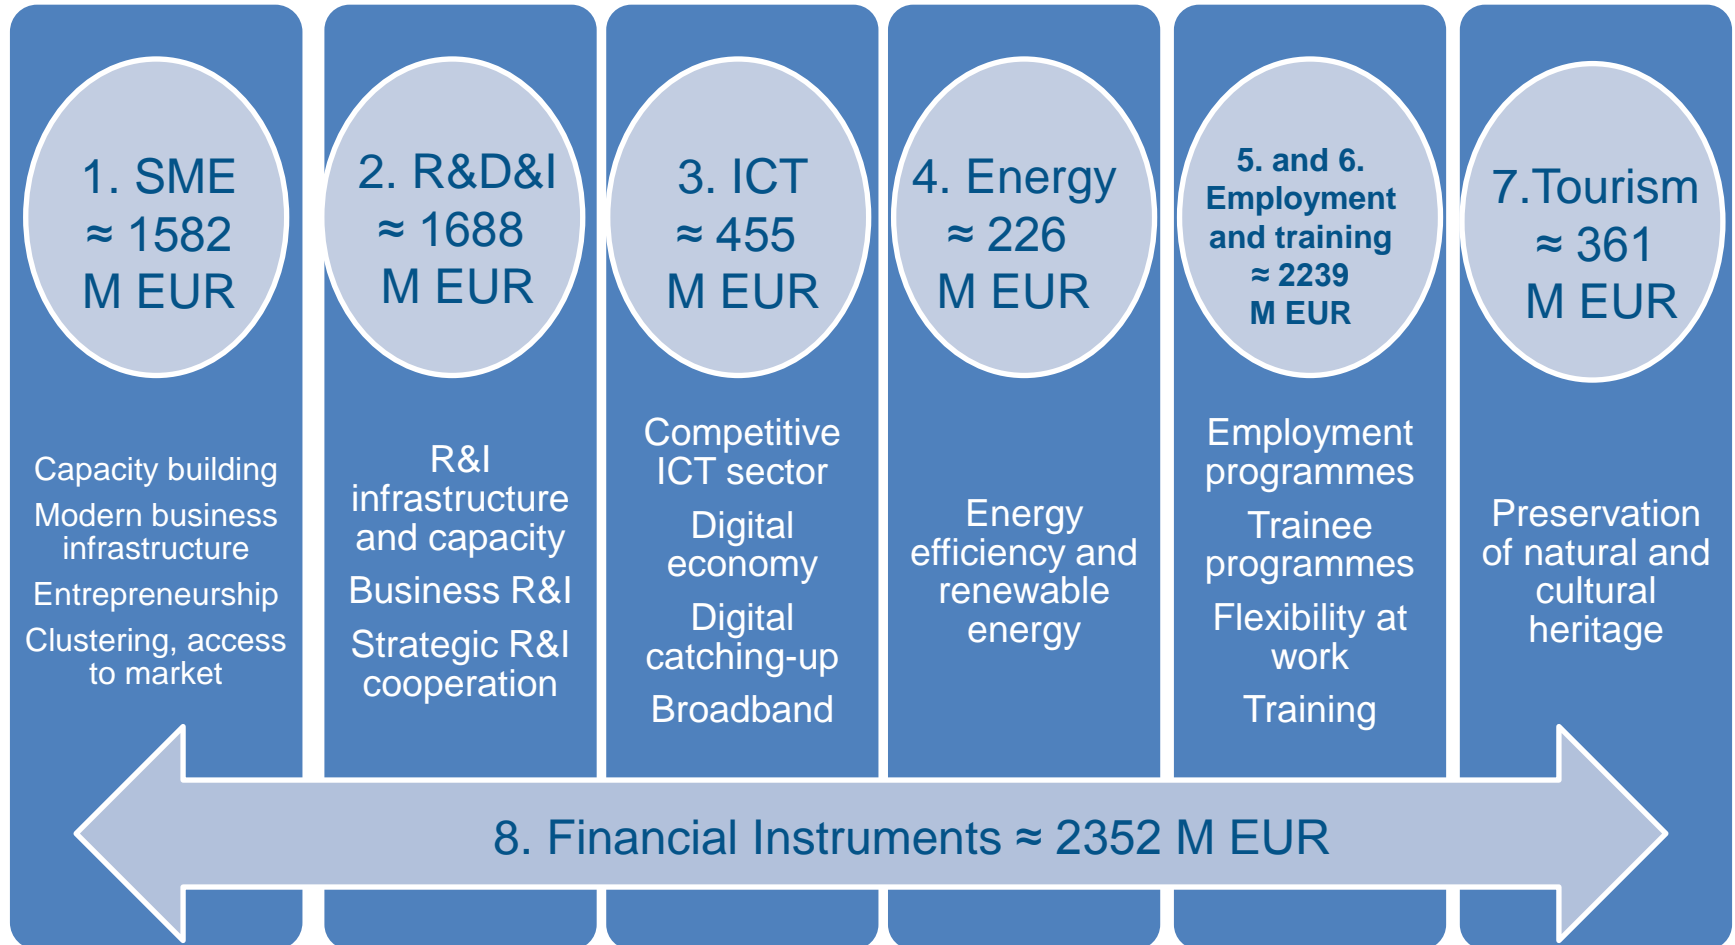 1. SME
≈ 1582
M EUR
Capacity building
Modern business
infrastructure
Entrepreneurship
Clustering, access
to market
2. R&D&I
≈ 1688
M EUR
R&I
infrastructure
and capacity
Business R&I
Strategic R&I
cooperation
3. ICT
≈ 455
M EUR
Competitive
ICT sector
Digital
economy
Digital
catching-up
Broadband
4. Energy
≈ 226
M EUR
Energy
efficiency and
renewable
energy
5. and 6.
Employment
and training
≈ 2239
M EUR
Employment
programmes
Trainee
programmes
Flexibility at
work
Training
7.Tourism
≈ 361
M EUR
Preservation
of natural and
cultural
heritage
8. Financial Instruments ≈ 2352 M EUR